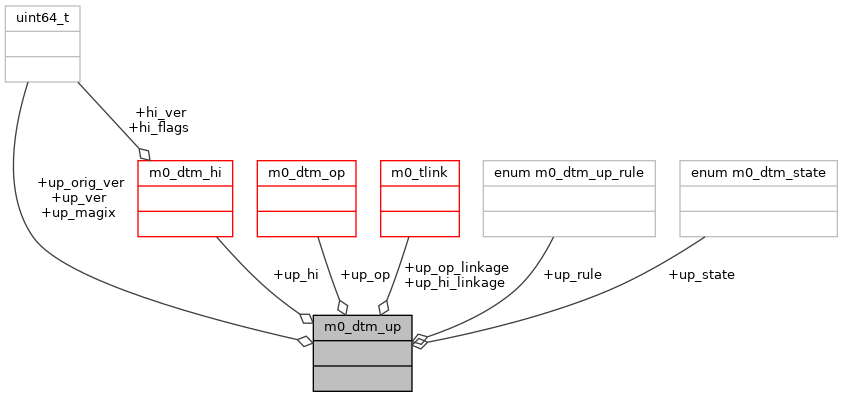 uint64_t
+hi_ver
+hi_flags
m0_dtm_hi
m0_dtm_op
m0_tlink
enum m0_dtm_up_rule
enum m0_dtm_state
+up_orig_ver
+up_ver
+up_magix
+up_hi
+up_op
+up_op_linkage
+up_hi_linkage
+up_rule
+up_state
m0_dtm_up